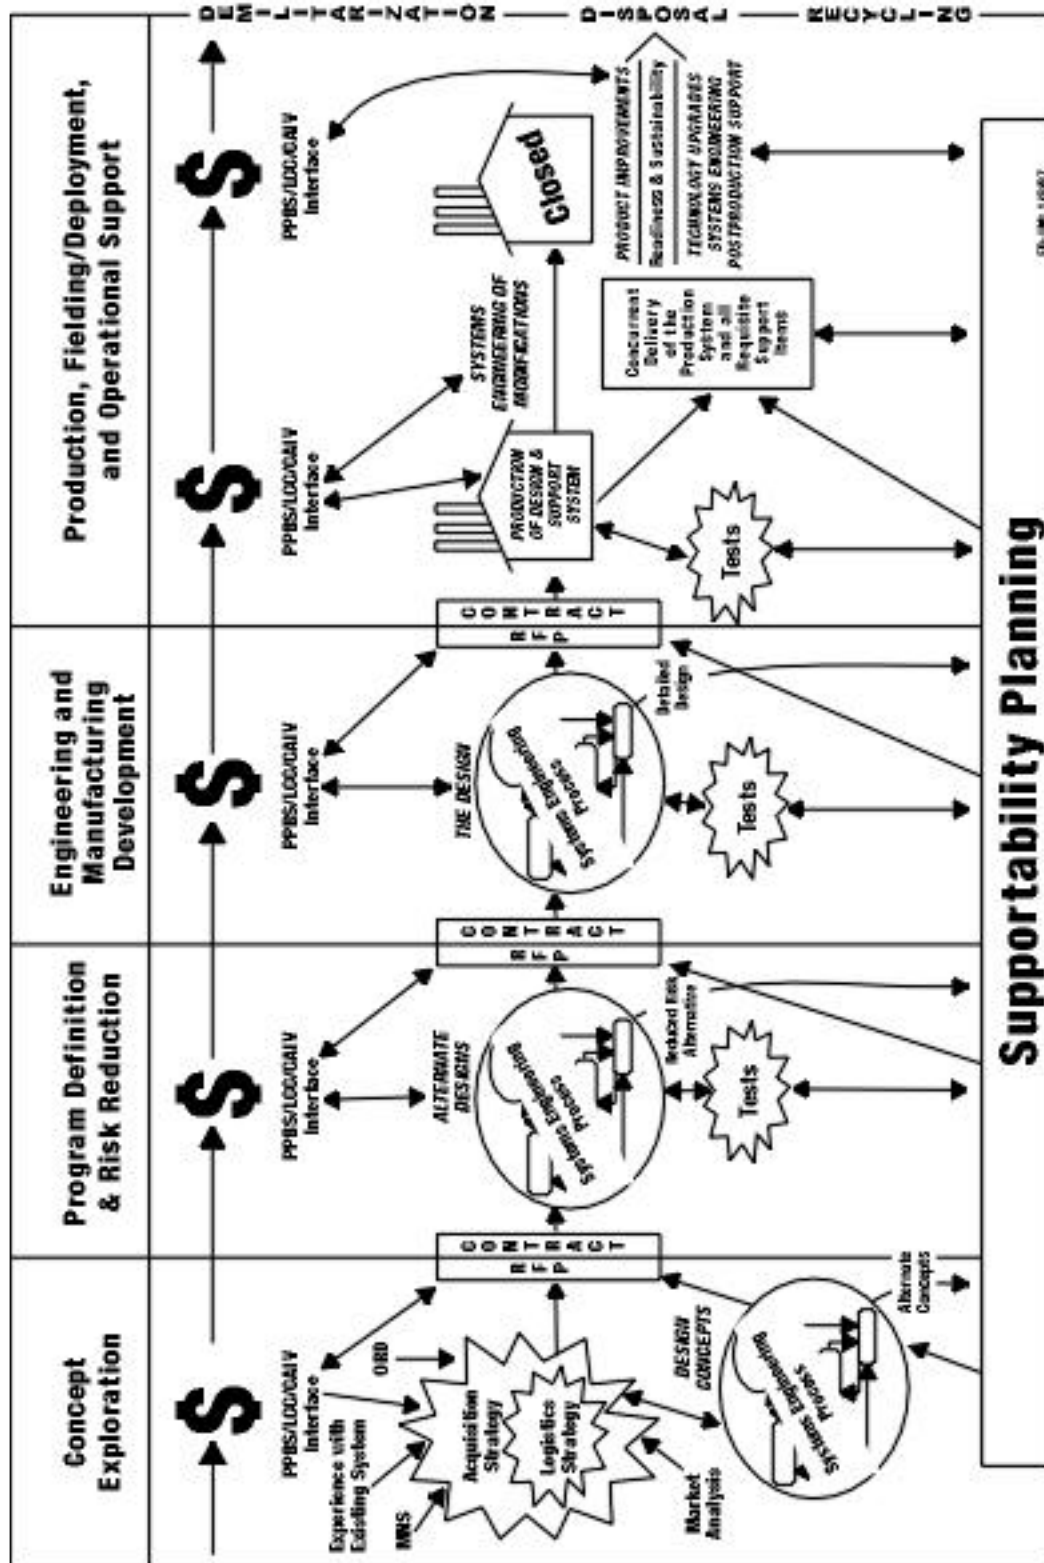 Concept
Exploration
Program Definition
& Risk Reduction
Engineering and
Manufacturing
Development
Production, Fielding/Deployment,
and Operational Support
$
$
$
$
$
PPBS/LCC/CAIV
Interface
PPBS/LCC/CAIV
Interface
PPBS/LCC/CAIV
Interface
PPBS/LCC/CAIV
Interface
PPBS/LCC/CAIV
Interface
Experience with
Existing System
MNS
ORD
Acquisition
Strategy
Logistics
Strategy
Market
Analysis
DESIGN
CONCEPTS
Systems Engineering
Process
Alternate
Concepts
RFP
CONTRACT
ALTERNATE
DESIGNS
Systems Engineering
Process
Reduced Risk
Alternative
Tests
RFP
CONTRACT
THE DESIGN
Systems Engineering
Process
Detailed
Design
Tests
RFP
CONTRACT
PRODUCTION
OF DESIGN &
SUPPORT
SYSTEM
Tests
SYSTEMS
ENGINEERING OF
MODIFICATIONS
Closed
Concurrent
Delivery
of the
Production
System
and all
Requisite
Support
Items
PRODUCT IMPROVEMENTS
Readiness & Sustainability
TECHNOLOGY UPGRADES
SYSTEMS ENGINEERING
POSTPRODUCTION SUPPORT
DEMILITARIZATION
DISPOSAL
RECYCLING
Supportability Planning